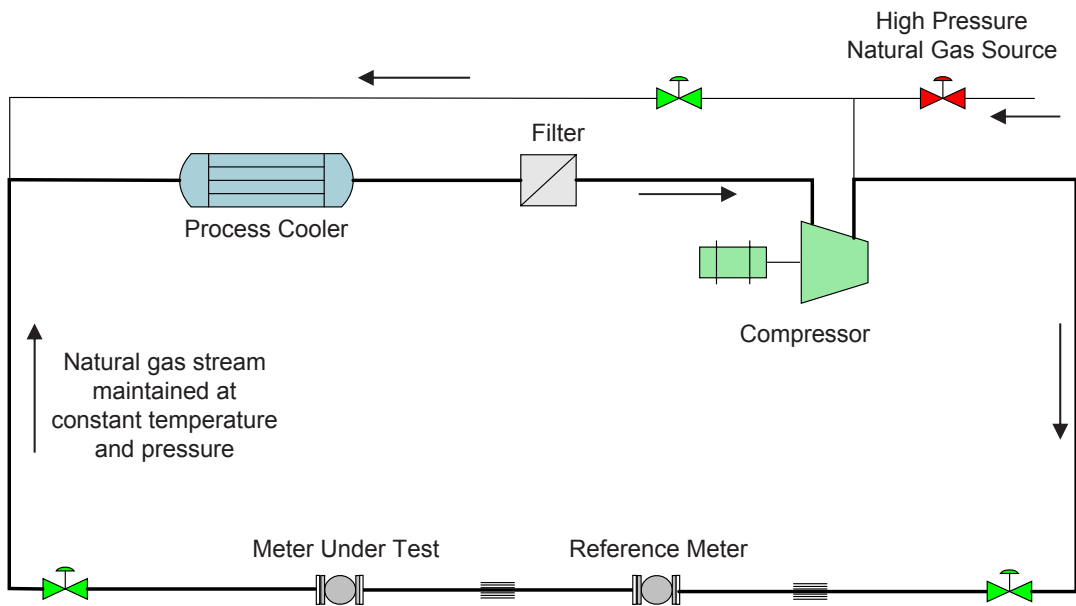 High Pressure
Natural Gas Source
Filter
Process Cooler
Compressor
Natural gas stream
maintained at
constant temperature
and pressure
Meter Under Test
Reference Meter